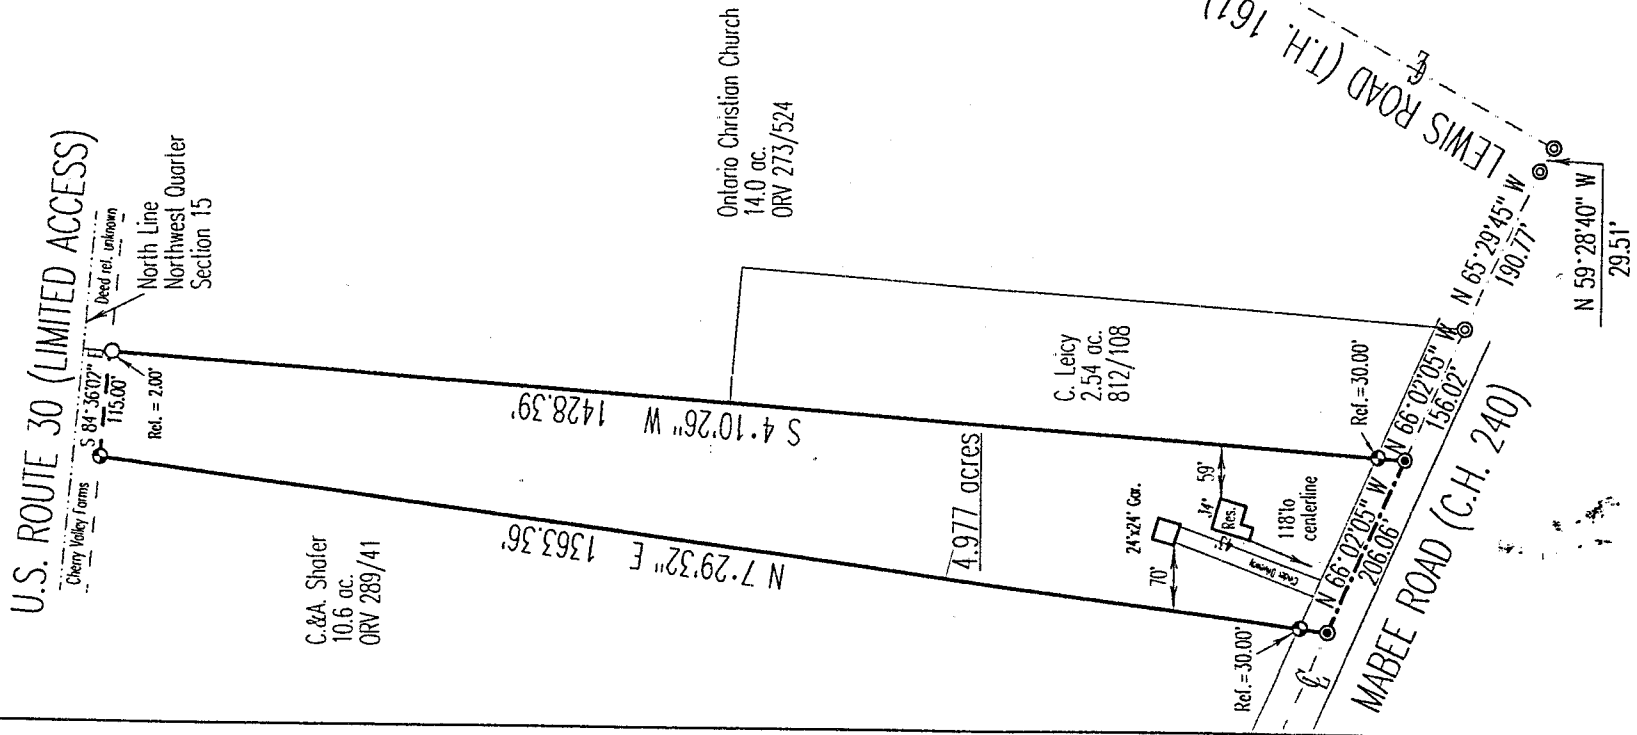 U.S. ROUTE 30 (LIMITED ACCESS)
Cherry Valley Farms
Deed rel. unknown
S 84°36'02" E
115.00'
North Line
Northwest Quarter
Section 15
Ref. = 2.00'
C.&A. Shafer
10.6 ac.
ORV 289/41
N 7°29'32" E 1363.36'
S 4°10'26" W 1428.39'
4.977 acres
Ontario Christian Church
14.0 ac.
ORV 273/524
LEWIS ROAD (T.H. 161)
C. Leicy
2.54 ac.
812/108
24'x24' Gar.
70'
59'
34'
Res.
118' to
centerline
Ref.=30.00'
Ref.=30.00'
N 66°02'05" W
206.06'
N 66°02'05" W
156.02'
N 65°29'45" W
190.77'
N 59°28'40" W
29.51'
MABEE ROAD (C.H. 240)